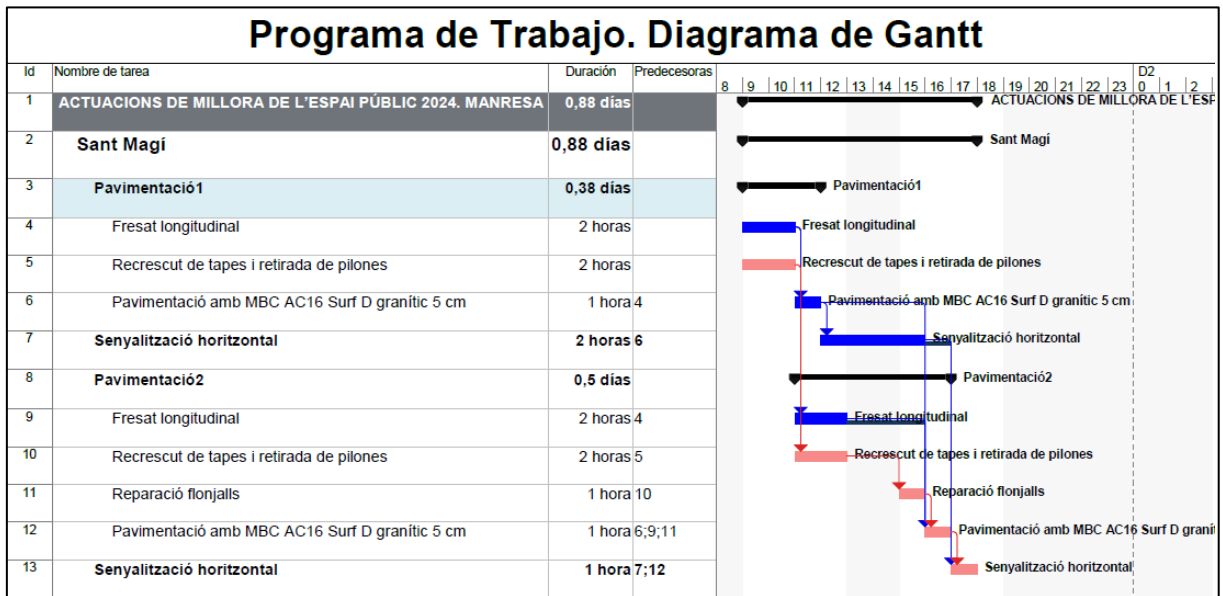 Programa de Trabajo. Diagrama de Gantt
Id Nombre de tarea Duración Predecesoras D2
8 9 10 11 12 13 14 15 16 17 18 19 20 21 22 23 0 1 2
1 ACTUACIONS DE MILLORA DE L'ESPAI PÚBLIC 2024. MANRESA 0,88 días ACTUACIONS DE MILLORA DE L'ESP
2 Sant Magí 0,88 días Sant Magí
3 Pavimentació1 0,38 días Pavimentació1
4 Fresat longitudinal 2 horas Fresat longitudinal
5 Recrescut de tapes i retirada de pilones 2 horas Recrescut de tapes i retirada de pilones
6 Pavimentació amb MBC AC16 Surf D granític 5 cm 1 hora 4 Pavimentació amb MBC AC16 Surf D granític 5 cm
7 Senyalització horitzontal 2 horas 6 Senyalització horitzontal
8 Pavimentació2 0,5 días Pavimentació2
9 Fresat longitudinal 2 horas 4 Fresat longitudinal
10 Recrescut de tapes i retirada de pilones 2 horas 5 Recrescut de tapes i retirada de pilones
11 Reparació flonjalls 1 hora 10 Reparació flonjalls
12 Pavimentació amb MBC AC16 Surf D granític 5 cm 1 hora 6;9;11 Pavimentació amb MBC AC16 Surf D granít
13 Senyalització horitzontal 1 hora 7;12 Senyalització horitzontal